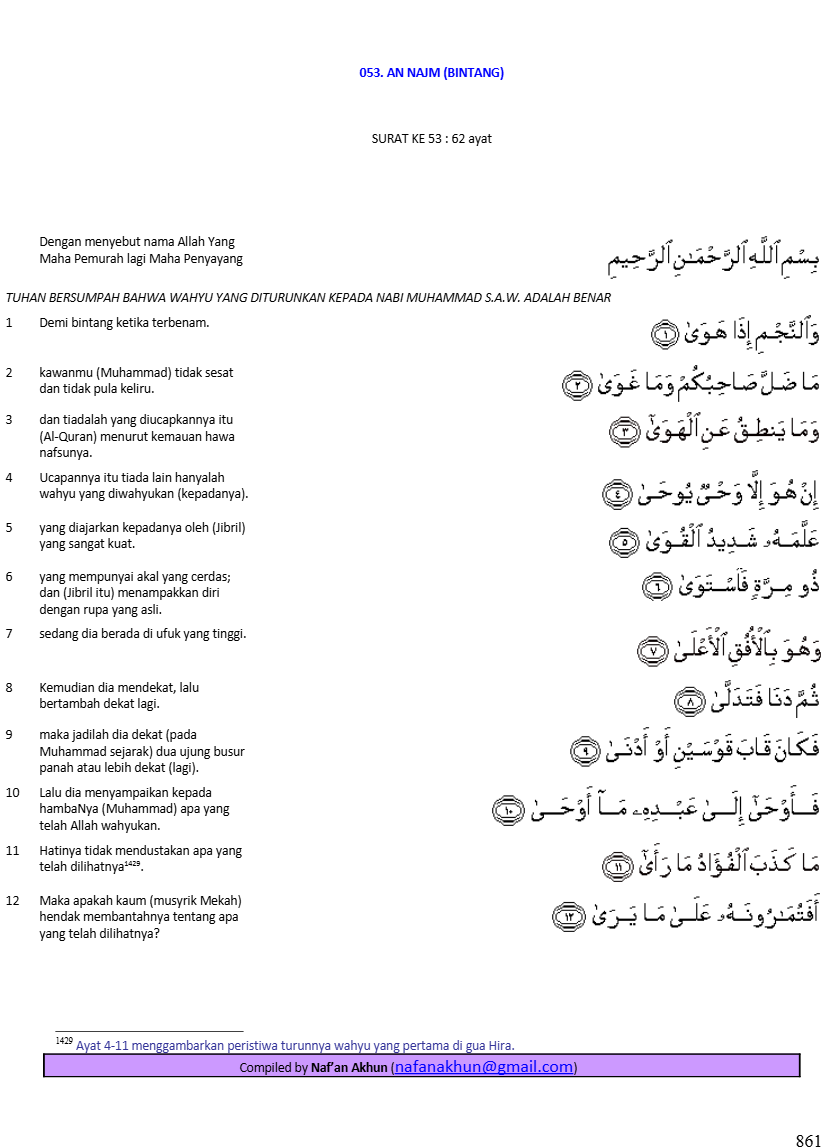 053. AN NAJM (BINTANG)
SURAT KE 53 : 62 ayat
Dengan menyebut nama Allah Yang
Maha Pemurah lagi Maha Penyayang
بِسْمِ ٱللَّهِ ٱلرَّحْمَـٰنِ ٱلرَّحِيمِ
TUHAN BERSUMPAH BAHWA WAHYU YANG DITURUNKAN KEPADA NABI MUHAMMAD S.A.W. ADALAH BENAR
1 Demi bintang ketika terbenam.
وَٱلنَّجْمِ إِذَا هَوَىٰ ﴿١﴾
2 kawanmu (Muhammad) tidak sesat
dan tidak pula keliru.
مَا ضَلَّ صَاحِبُكُمْ وَمَا غَوَىٰ ﴿٢﴾
3 dan tiadalah yang diucapkannya itu
(Al-Quran) menurut kemauan hawa
nafsunya.
وَمَا يَنطِقُ عَنِ ٱلْهَوَىٰٓ ﴿٣﴾
4 Ucapannya itu tiada lain hanyalah
wahyu yang diwahyukan (kepadanya).
إِنْ هُوَ إِلَّا وَحْىٌ يُوحَىٰ ﴿٤﴾
5 yang diajarkan kepadanya oleh (Jibril)
yang sangat kuat.
عَلَّمَهُۥ شَدِيدُ ٱلْقُوَىٰ ﴿٥﴾
6 yang mempunyai akal yang cerdas;
dan (Jibril itu) menampakkan diri
dengan rupa yang asli.
ذُو مِرَّةٍ فَٱسْتَوَىٰ ﴿٦﴾
7 sedang dia berada di ufuk yang tinggi.
وَهُوَ بِٱلْأُفُقِ ٱلْأَعْلَىٰ ﴿٧﴾
8 Kemudian dia mendekat, lalu
bertambah dekat lagi.
ثُمَّ دَنَا فَتَدَلَّىٰ ﴿٨﴾
9 maka jadilah dia dekat (pada
Muhammad sejarak) dua ujung busur
panah atau lebih dekat (lagi).
فَكَانَ قَابَ قَوْسَيْنِ أَوْ أَدْنَىٰ ﴿٩﴾
10 Lalu dia menyampaikan kepada
hambaNya (Muhammad) apa yang
telah Allah wahyukan.
فَأَوْحَىٰٓ إِلَىٰ عَبْدِهِۦ مَآ أَوْحَىٰ ﴿١٠﴾
11 Hatinya tidak mendustakan apa yang
telah dilihatnya1429.
مَا كَذَبَ ٱلْفُؤَادُ مَا رَأَىٰٓ ﴿١١﴾
12 Maka apakah kaum (musyrik Mekah)
hendak membantahnya tentang apa
yang telah dilihatnya?
أَفَتُمَـٰرُونَهُۥ عَلَىٰ مَا يَرَىٰ ﴿١٢﴾
1429 Ayat 4-11 menggambarkan peristiwa turunnya wahyu yang pertama di gua Hira.
Compiled by Naf'an Akhun (nafanakhun@gmail.com)
861